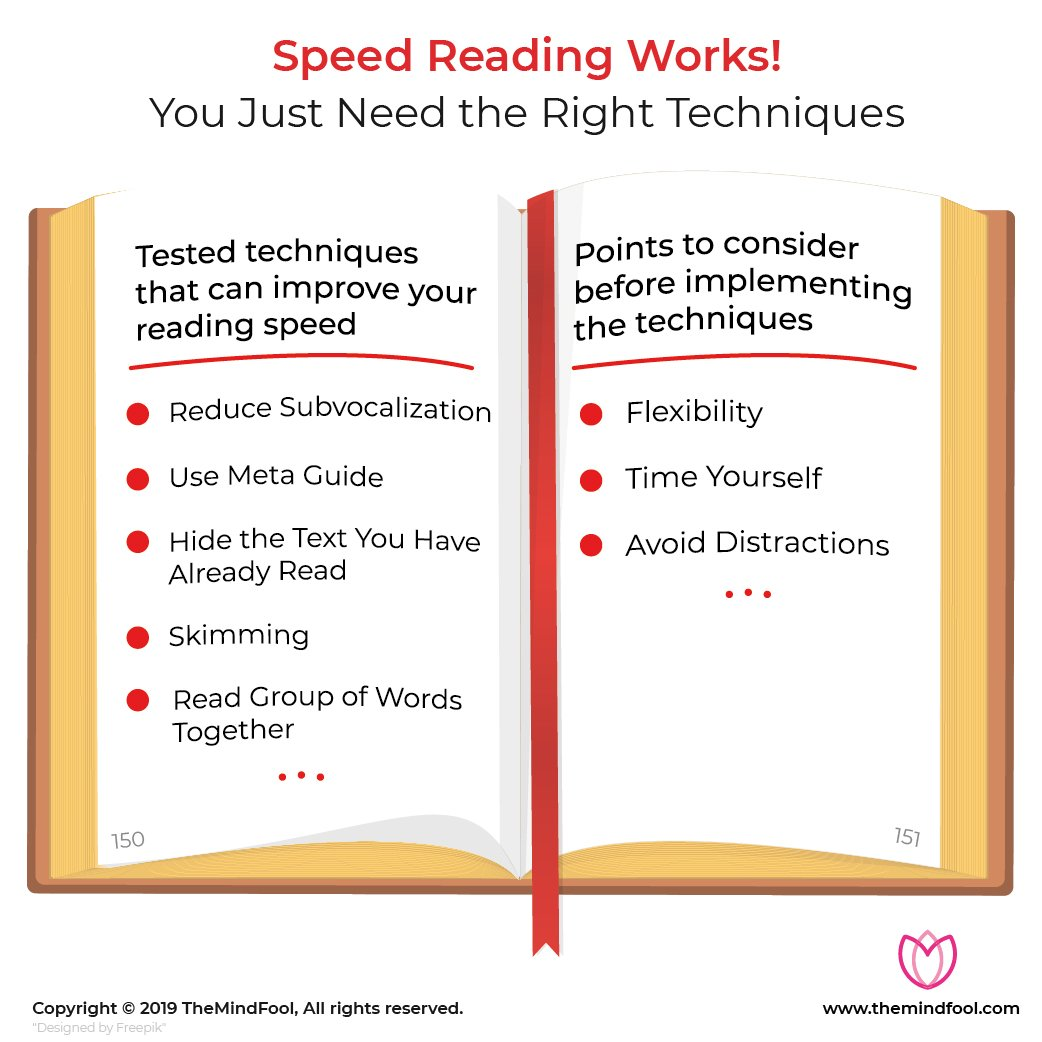 Speed Reading Works!
You Just Need the Right Techniques
Tested techniques
that can improve your
reading speed
Reduce Subvocalization
Use Meta Guide
Hide the Text You Have
Already Read
Skimming
Read Group of Words
Together
...
150
Points to consider
before implementing
the techniques
Flexibility
Time Yourself
Avoid Distractions
...
151
Copyright © 2019 TheMindFool, All rights reserved.
"Designed by Freepik"
www.themindfool.com